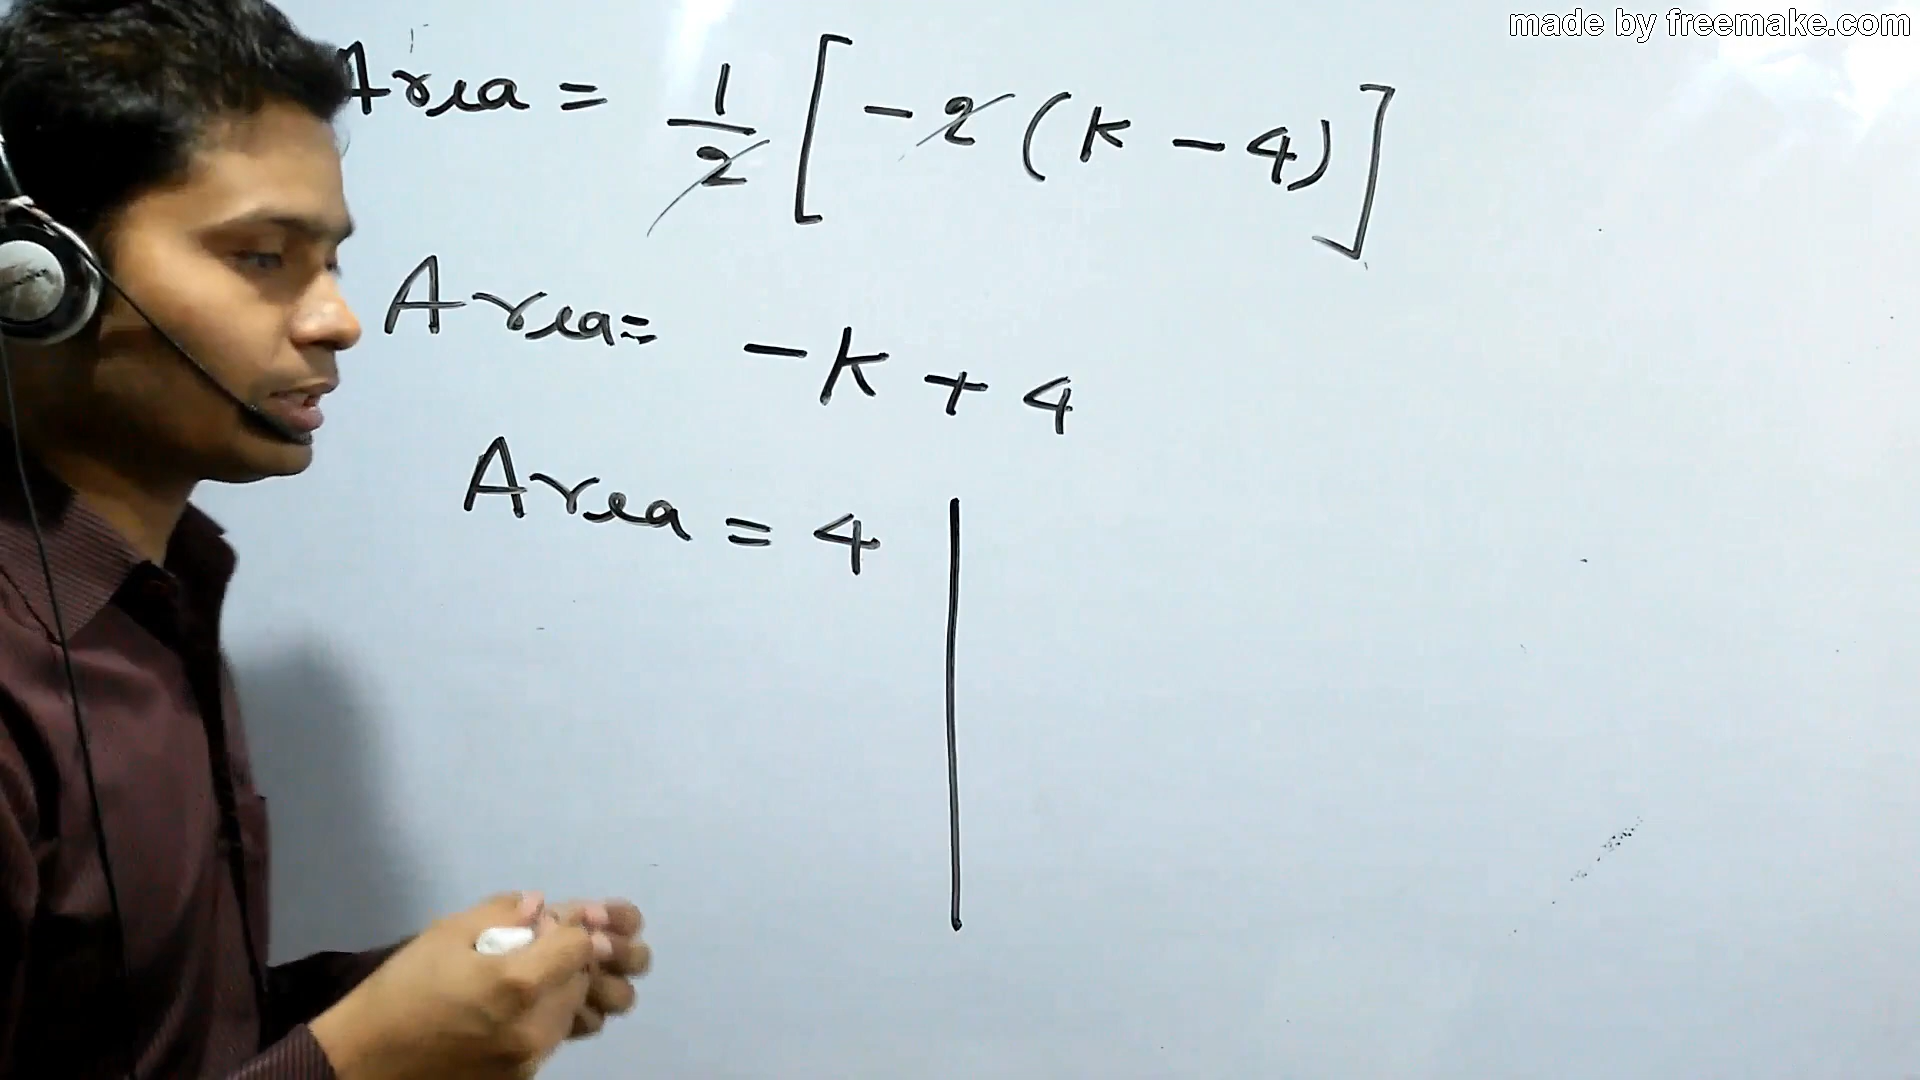 made by freemake.com
Area = 1/2 [-2(k - 4)]
Area = -k + 4
Area = 4